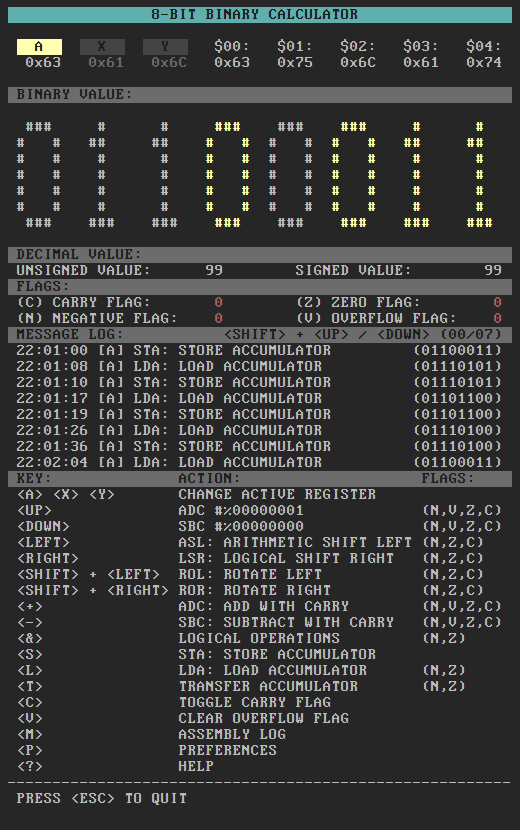 8-BIT BINARY CALCULATOR
A X Y $00: $01: $02: $03: $04:
0x63 0x61 0x6C 0x63 0x75 0x6C 0x61 0x74
BINARY VALUE:
01100011
DECIMAL VALUE:
UNSIGNED VALUE: 99 SIGNED VALUE: 99
FLAGS:
(C) CARRY FLAG: 0 (Z) ZERO FLAG: 0
(N) NEGATIVE FLAG: 0 (V) OVERFLOW FLAG: 0
MESSAGE LOG: <SHIFT> + <UP> / <DOWN> (00/07)
22:01:00 [A] STA: STORE ACCUMULATOR (01100011)
22:01:08 [A] LDA: LOAD ACCUMULATOR (01110101)
22:01:10 [A] STA: STORE ACCUMULATOR (01110101)
22:01:17 [A] LDA: LOAD ACCUMULATOR (01101100)
22:01:19 [A] STA: STORE ACCUMULATOR (01101100)
22:01:26 [A] LDA: LOAD ACCUMULATOR (01110100)
22:01:36 [A] STA: STORE ACCUMULATOR (01110100)
22:02:04 [A] LDA: LOAD ACCUMULATOR (01100011)
KEY: ACTION: FLAGS:
<A> <X> <Y> CHANGE ACTIVE REGISTER
<UP> ADC #%00000001 (N,V,Z,C)
<DOWN> SBC #%00000000 (N,V,Z,C)
<LEFT> ASL: ARITHMETIC SHIFT LEFT (N,Z,C)
<RIGHT> LSR: LOGICAL SHIFT RIGHT (N,Z,C)
<SHIFT> + <LEFT> ROL: ROTATE LEFT (N,Z,C)
<SHIFT> + <RIGHT> ROR: ROTATE RIGHT (N,Z,C)
<+> ADC: ADD WITH CARRY (N,V,Z,C)
<-> SBC: SUBTRACT WITH CARRY (N,V,Z,C)
<&> LOGICAL OPERATIONS (N,Z)
<S> STA: STORE ACCUMULATOR
<L> LDA: LOAD ACCUMULATOR (N,Z)
<T> TRANSFER ACCUMULATOR (N,Z)
<C> TOGGLE CARRY FLAG
<V> CLEAR OVERFLOW FLAG
<M> ASSEMBLY LOG
<P> PREFERENCES
<?> HELP
PRESS <ESC> TO QUIT